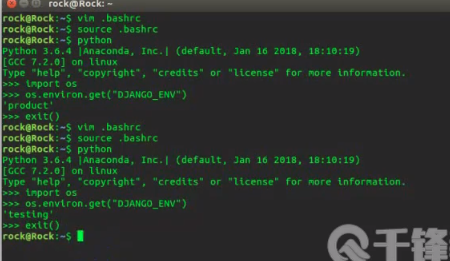 rock@Rock: ~
rock@Rock:~$ vim .bashrc
rock@Rock:~$ source .bashrc
rock@Rock:~$ python
Python 3.6.4 |Anaconda, Inc.| (default, Jan 16 2018, 18:10:19)
[GCC 7.2.0] on linux
Type "help", "copyright", "credits" or "license" for more information.
>>> import os
>>> os.environ.get("DJANGO_ENV")
'product'
>>> exit()
rock@Rock:~$ vim .bashrc
rock@Rock:~$ source .bashrc
rock@Rock:~$ python
Python 3.6.4 |Anaconda, Inc.| (default, Jan 16 2018, 18:10:19)
[GCC 7.2.0] on linux
Type "help", "copyright", "credits" or "license" for more information.
>>> import os
>>> os.environ.get("DJANGO_ENV")
'testing'
>>> exit()
rock@Rock:~$
千锋